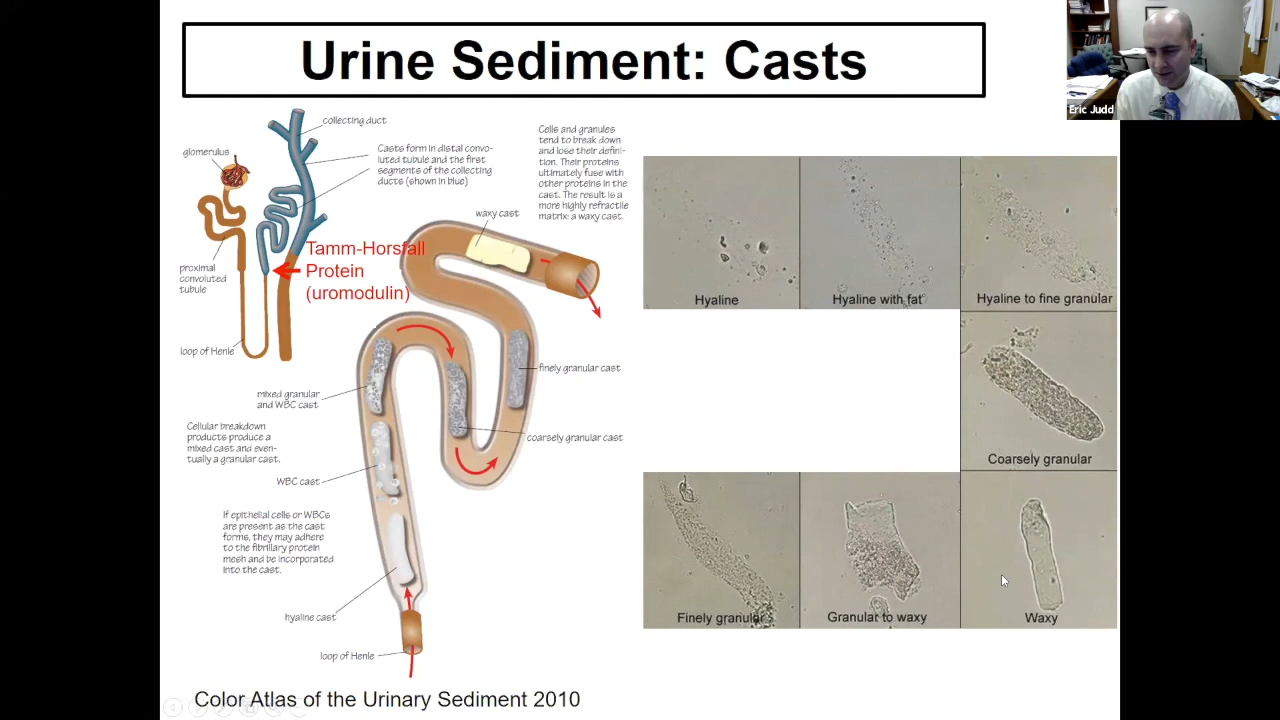 Urine Sediment: Casts
Eric Judd
collecting duct
glomerulus
Casts form in distal convo-
luted tubule and the first
segments of the collecting
ducts (shown in blue)
Cells and granules
tend to break down
and lose their defini-
tion. Their proteins
ultimately fuse with
other proteins in the
cast. The result is a
more highly refractile
matrix: a waxy cast.
waxy cast
Tamm-Horsfall
Protein
(uromodulin)
proximal
convoluted
tubule
loop of Henle
mixed granular
and WBC cast
finely granular cast
Cellular breakdown
products produce a
mixed cast and even-
tually a granular cast.
coarsely granular cast
WBC cast
If epithelial cells or WBCs
are present as the cast
forms, they may adhere
to the fibrillary protein
mesh and be incorporated
into the cast.
hyaline cast
loop of Henle
Hyaline
Hyaline with fat
Hyaline to fine granular
Coarsely granular
Finely granular
Granular to waxy
Waxy
Color Atlas of the Urinary Sediment 2010